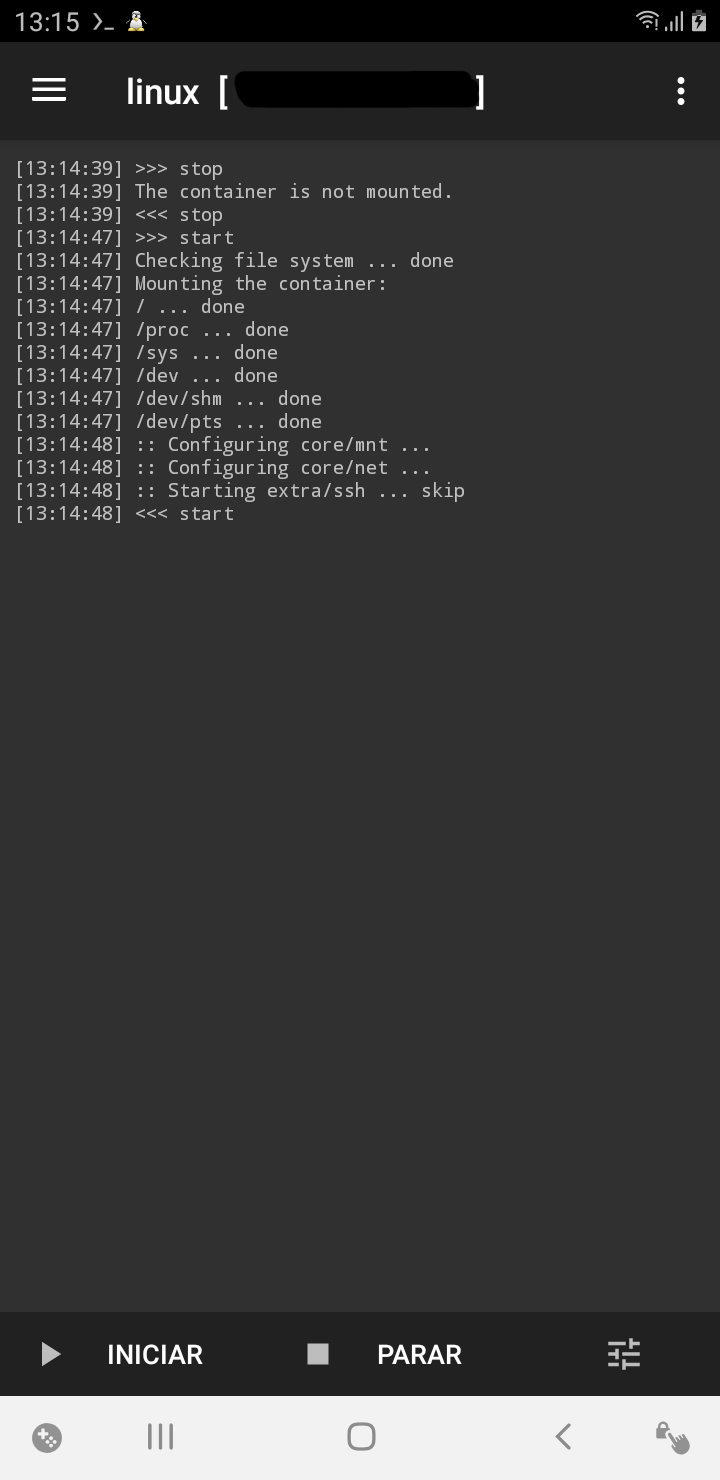 13:15
linux [ ]
[13:14:39] >>> stop
[13:14:39] The container is not mounted.
[13:14:39] <<< stop
[13:14:47] >>> start
[13:14:47] Checking file system ... done
[13:14:47] Mounting the container:
[13:14:47] / ... done
[13:14:47] /proc ... done
[13:14:47] /sys ... done
[13:14:47] /dev ... done
[13:14:47] /dev/shm ... done
[13:14:47] /dev/pts ... done
[13:14:48] :: Configuring core/mnt ...
[13:14:48] :: Configuring core/net ...
[13:14:48] :: Starting extra/ssh ... skip
[13:14:48] <<< start
INICIAR PARAR